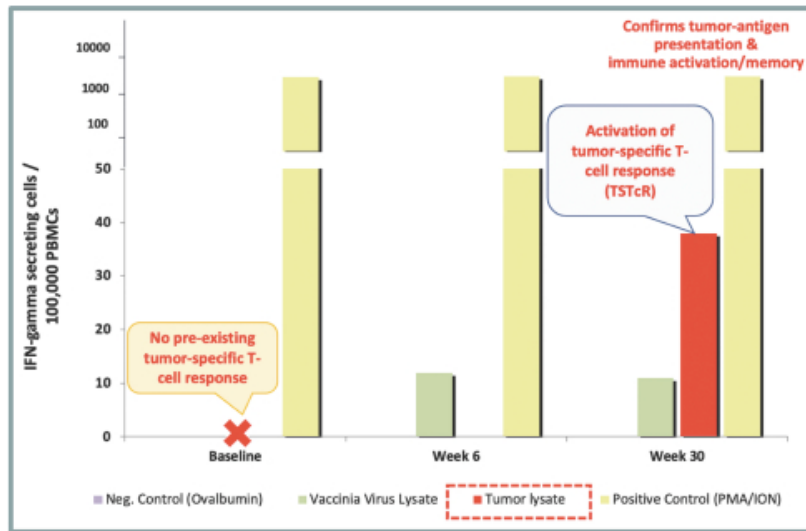 Confirms tumor-antigen
presentation &
immune activation/memory
10000
1000
100
50
40
30
20
10
0
IFN-gamma secreting cells /
100,000 PBMCs
Activation of
tumor-specific T-
cell response
(TSTcR)
No pre-existing
tumor-specific T-
cell response
Baseline
Week 6
Week 30
Neg. Control (Ovalbumin)
Vaccinia Virus Lysate
Tumor lysate
Positive Control (PMA/ION)